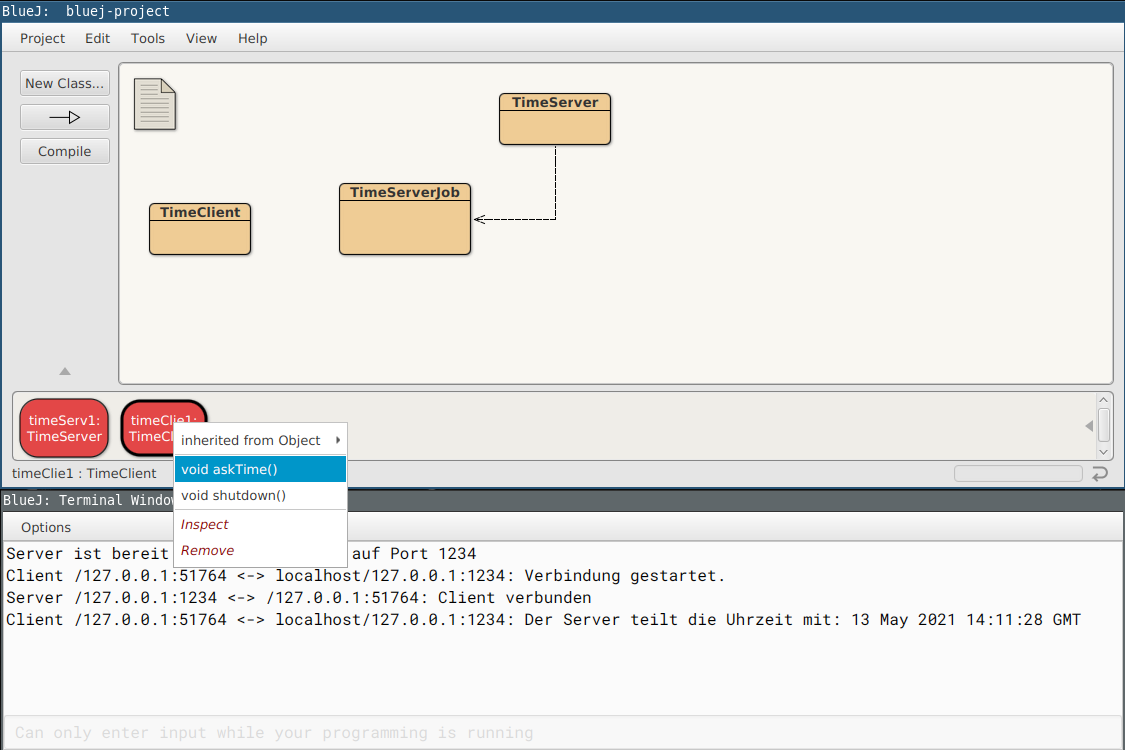 BlueJ:  bluej-project
Project Edit Tools View Help
New Class...
Compile
TimeServer
TimeServerJob
TimeClient
timeServ1:
TimeServer
timeClie1:
TimeCl
inherited from Object
void askTime()
void shutdown()
Inspect
Remove
timeClie1 : TimeClient
BlueJ: Terminal Windo
Options
Server ist bereit auf Port 1234
Client /127.0.0.1:51764 <-> localhost/127.0.0.1:1234: Verbindung gestartet.
Server /127.0.0.1:1234 <-> /127.0.0.1:51764: Client verbunden
Client /127.0.0.1:51764 <-> localhost/127.0.0.1:1234: Der Server teilt die Uhrzeit mit: 13 May 2021 14:11:28 GMT
Can only enter input while your programming is running